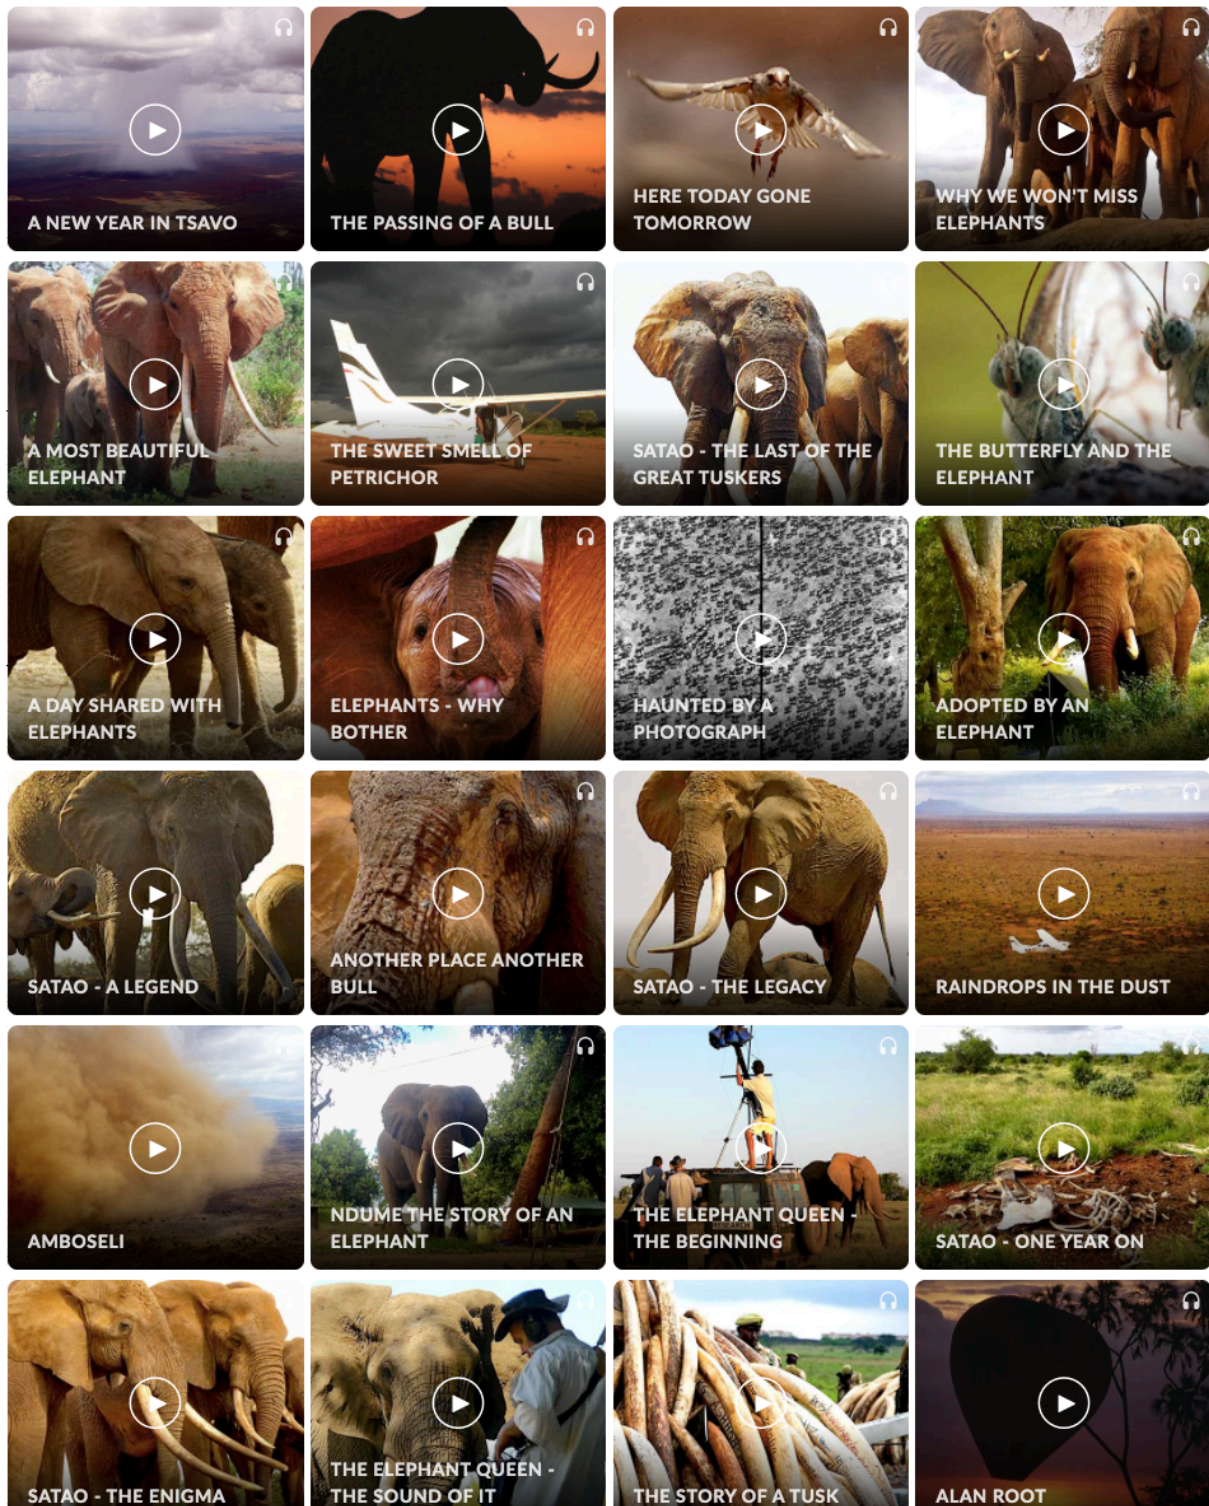 A NEW YEAR IN TSAVO
THE PASSING OF A BULL
HERE TODAY GONE
TOMORROW
WHY WE WON'T MISS
ELEPHANTS
A MOST BEAUTIFUL
ELEPHANT
THE SWEET SMELL OF
PETRICHOR
SATAO - THE LAST OF THE
GREAT TUSKERS
THE BUTTERFLY AND THE
ELEPHANT
A DAY SHARED WITH
ELEPHANTS
ELEPHANTS - WHY
BOTHER
HAUNTED BY A
PHOTOGRAPH
ADOPTED BY AN
ELEPHANT
SATAO - A LEGEND
ANOTHER PLACE ANOTHER
BULL
SATAO - THE LEGACY
RAINDROPS IN THE DUST
AMBOSELI
NDUME THE STORY OF AN
ELEPHANT
RESEARCH
THE ELEPHANT QUEEN -
THE BEGINNING
SATAO - ONE YEAR ON
SATAO - THE ENIGMA
THE ELEPHANT QUEEN -
THE SOUND OF IT
THE STORY OF A TUSK
ALAN ROOT